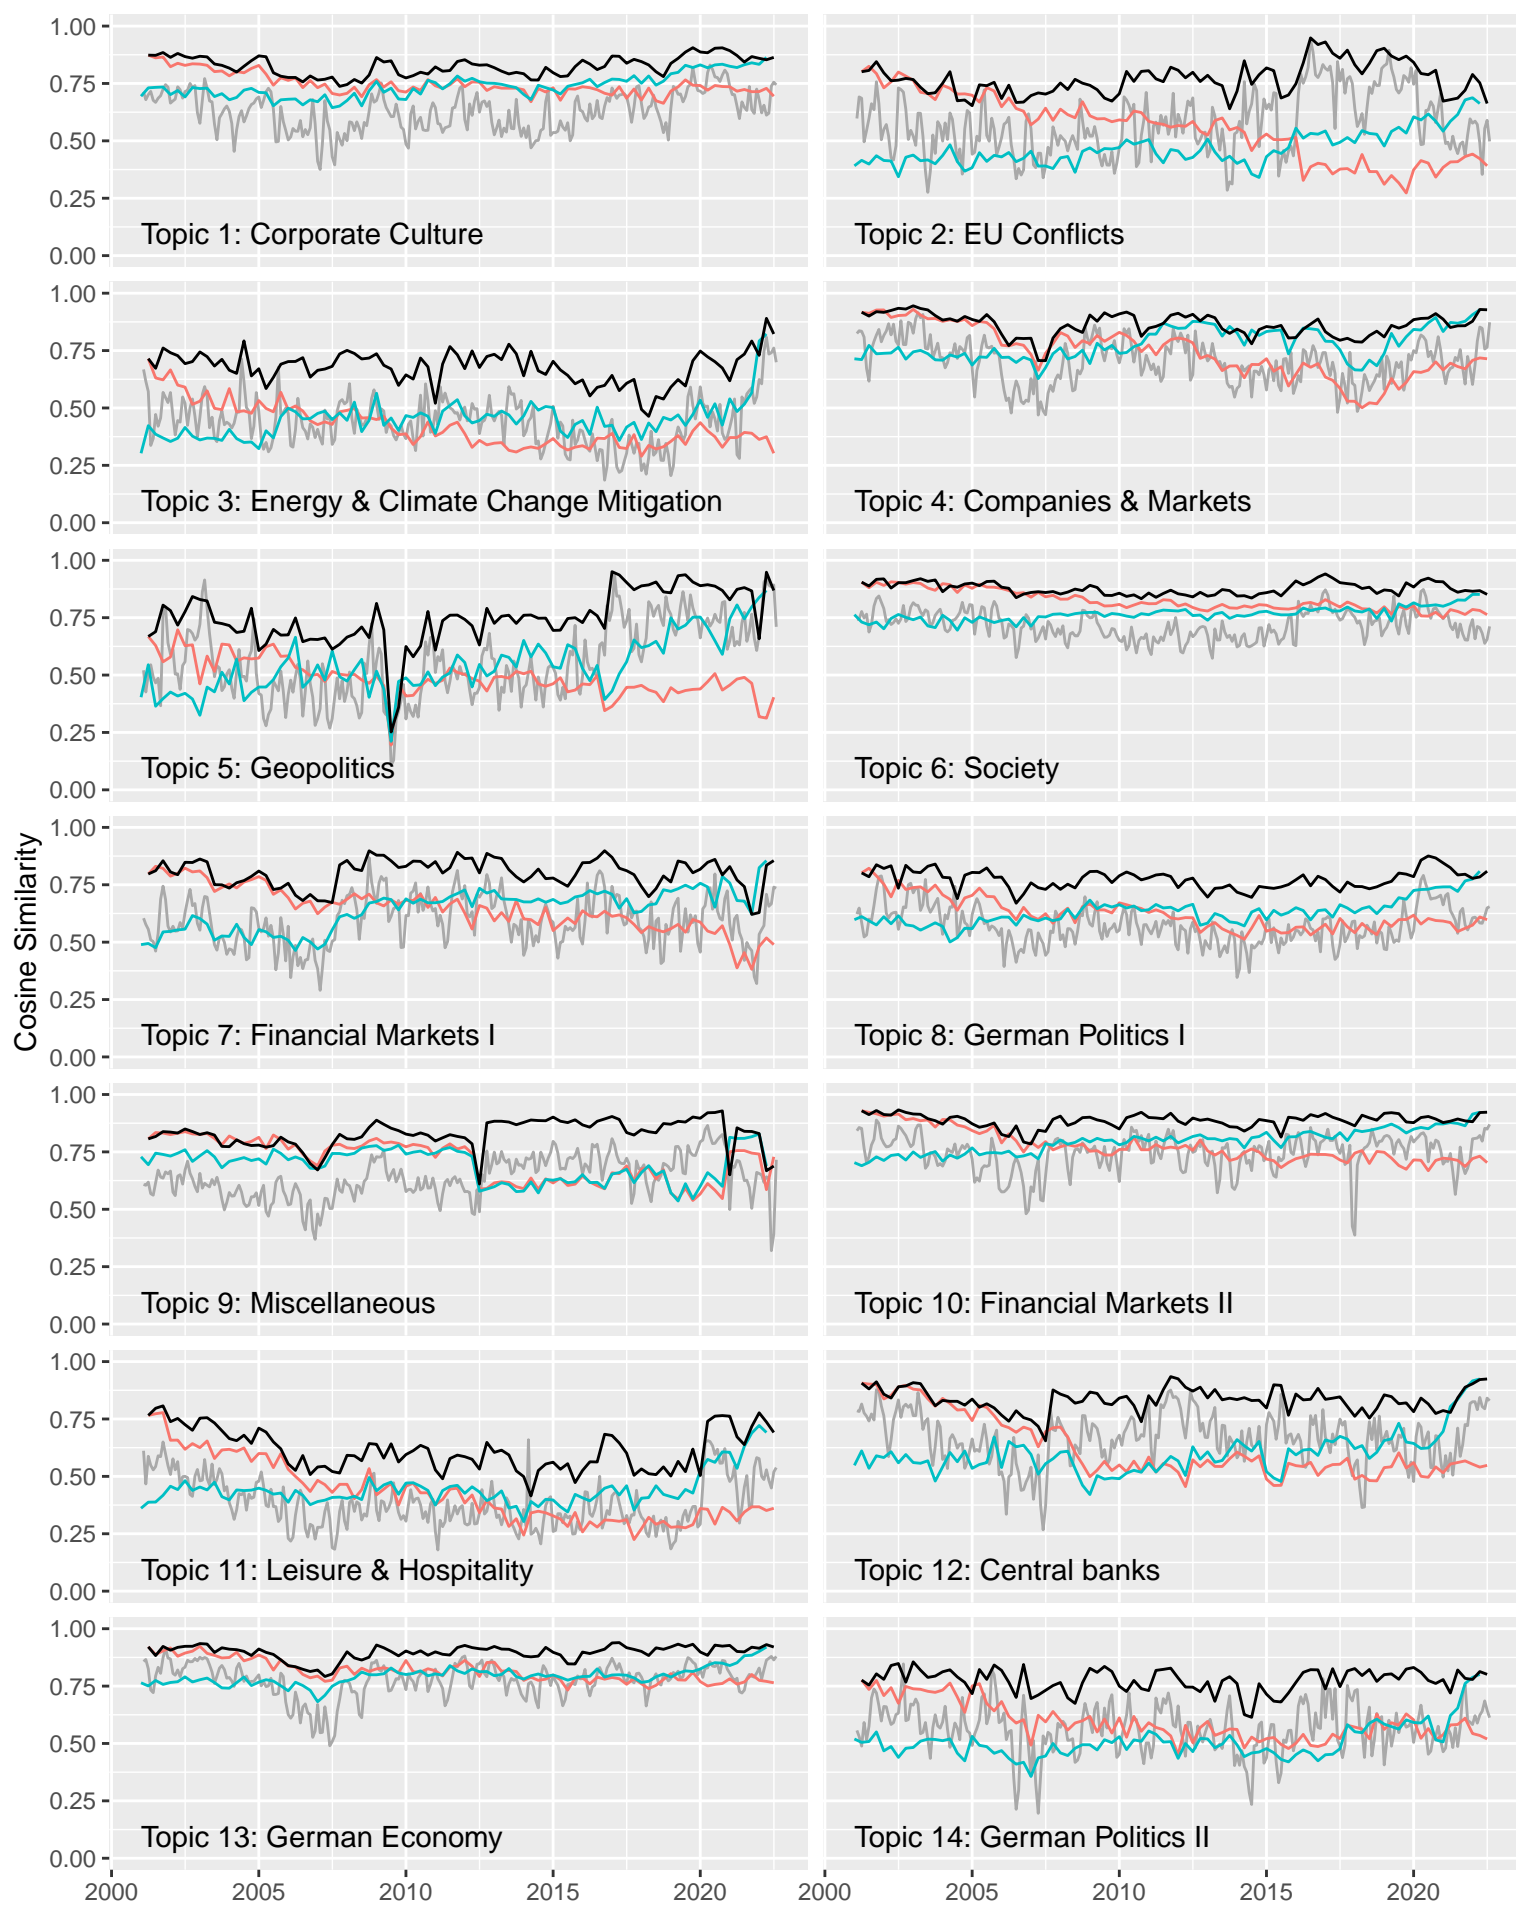 Cosine Similarity
1.00
0.75
0.50
0.25
0.00
Topic 1: Corporate Culture
Topic 2: EU Conflicts
1.00
0.75
0.50
0.25
0.00
Topic 3: Energy & Climate Change Mitigation
Topic 4: Companies & Markets
1.00
0.75
0.50
0.25
0.00
Topic 5: Geopolitics
Topic 6: Society
1.00
0.75
0.50
0.25
0.00
Topic 7: Financial Markets I
Topic 8: German Politics I
1.00
0.75
0.50
0.25
0.00
Topic 9: Miscellaneous
Topic 10: Financial Markets II
1.00
0.75
0.50
0.25
0.00
Topic 11: Leisure & Hospitality
Topic 12: Central banks
1.00
0.75
0.50
0.25
0.00
Topic 13: German Economy
Topic 14: German Politics II
2000 2005 2010 2015 2020 2000 2005 2010 2015 2020